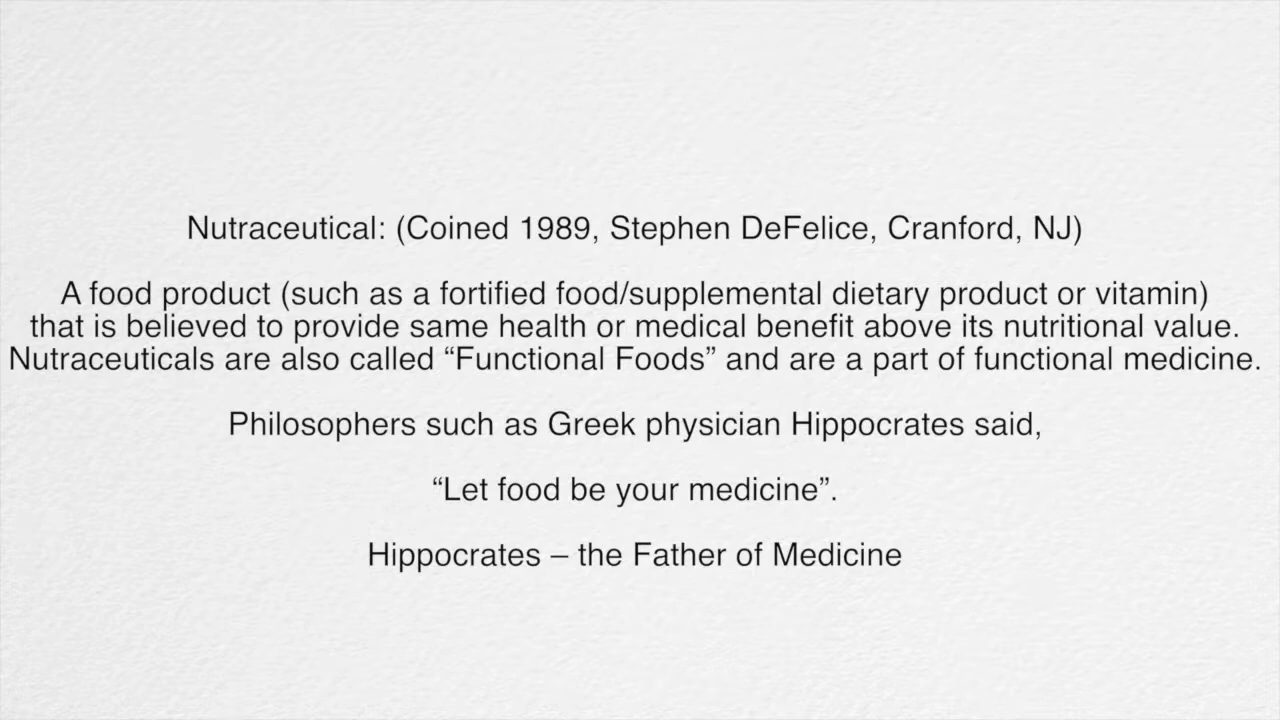 Nutraceutical: (Coined 1989, Stephen DeFelice, Cranford, NJ)
A food product (such as a fortified food/supplemental dietary product or vitamin)
that is believed to provide same health or medical benefit above its nutritional value.
Nutraceuticals are also called “Functional Foods” and are a part of functional medicine.
Philosophers such as Greek physician Hippocrates said,
“Let food be your medicine”.
Hippocrates – the Father of Medicine